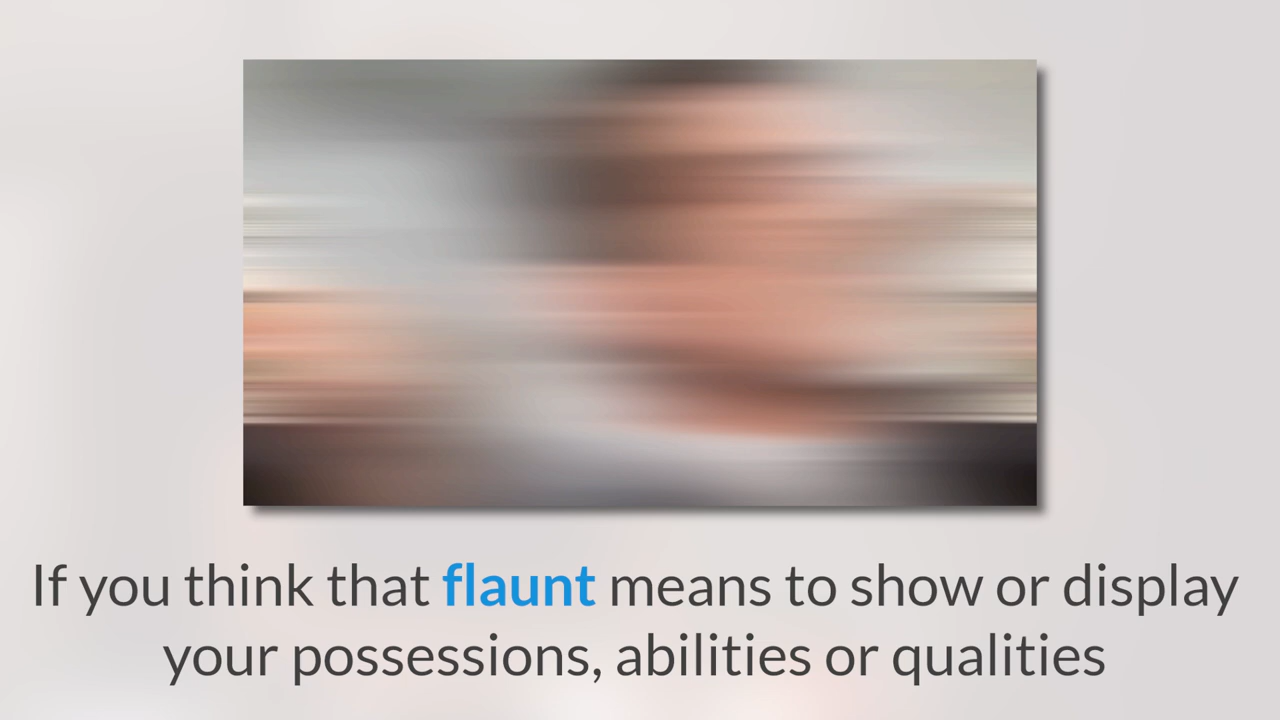 If you think that flaunt means to show or display
your possessions, abilities or qualities